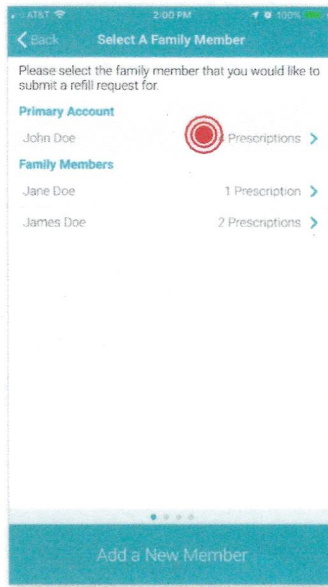 AT&T 2:00 PM 100%
Back Select A Family Member
Please select the family member that you would like to
submit a refill request for.
Primary Account
John Doe Prescriptions
Family Members
Jane Doe 1 Prescription
James Doe 2 Prescriptions
Add a New Member